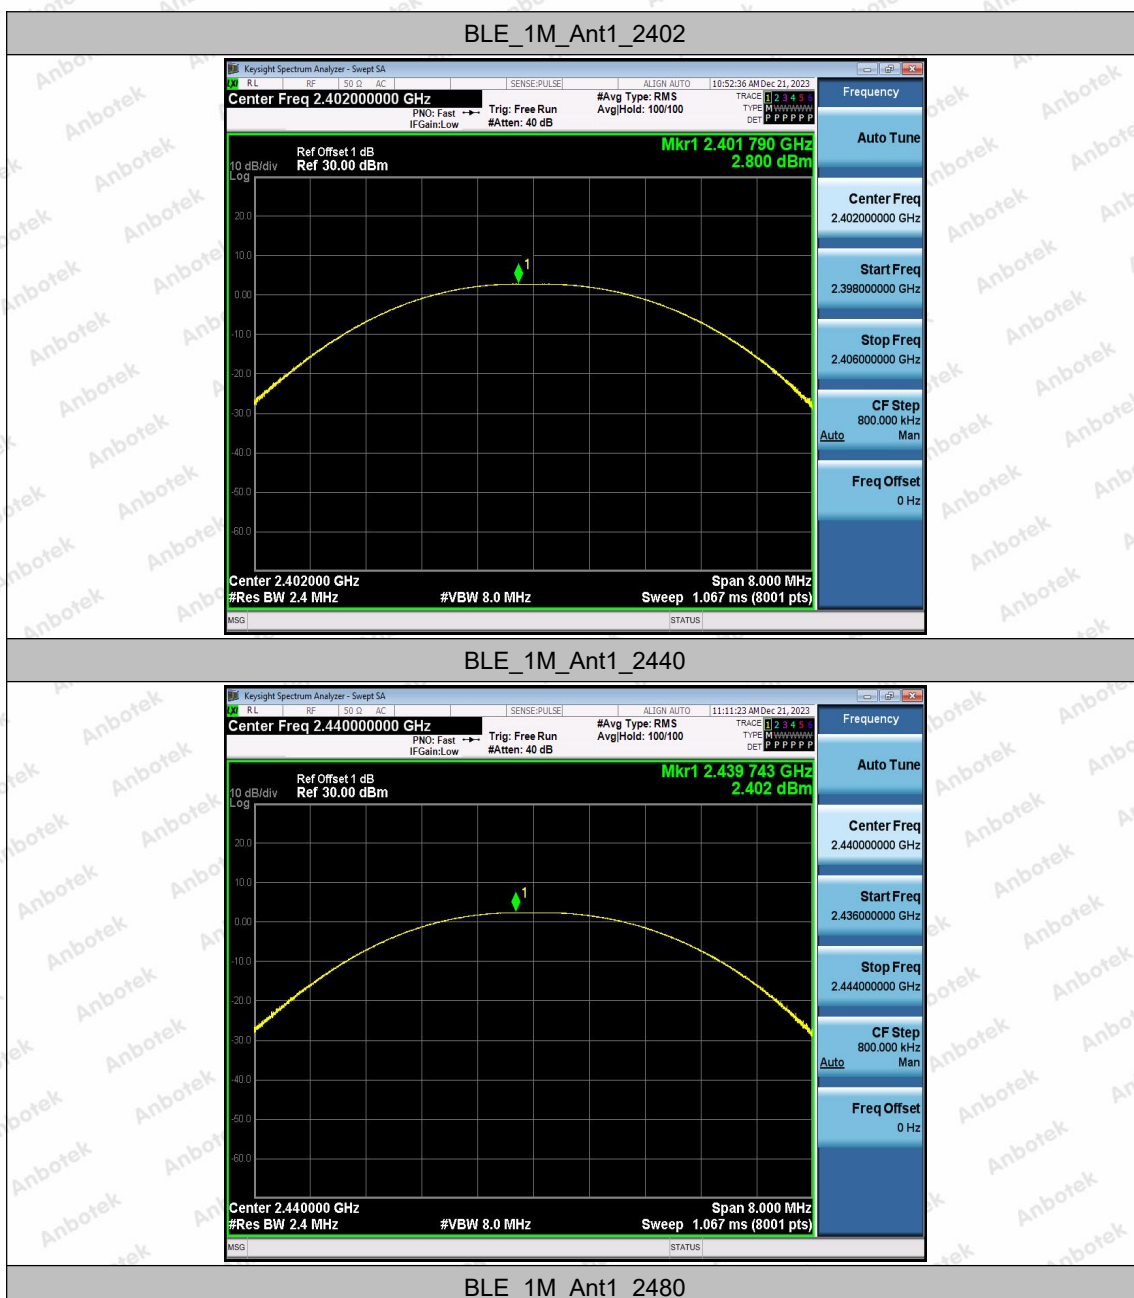 BLE_1M_Ant1_2402
Keysight Spectrum Analyzer - Swept SA
RL RF 50 Ω AC SENSE:PULSE ALIGN AUTO 10:52:36 AM Dec 21, 2023
Center Freq 2.402000000 GHz
PNO: Fast
IFGain:Low
Trig: Free Run
#Atten: 40 dB
#Avg Type: RMS
Avg|Hold: 100/100
TRACE 1 2 3 4 5 6
TYPE M W W W W W
DET P P P P P P
Mkr1 2.401 790 GHz
2.800 dBm
Ref Offset 1 dB
10 dB/div Ref 30.00 dBm
Log
20.0
10.0
0.00
-10.0
-20.0
-30.0
-40.0
-50.0
-60.0
1
Center 2.402000 GHz Span 8.000 MHz
#Res BW 2.4 MHz #VBW 8.0 MHz Sweep 1.067 ms (8001 pts)
MSG STATUS
Frequency
Auto Tune
Center Freq
2.402000000 GHz
Start Freq
2.398000000 GHz
Stop Freq
2.406000000 GHz
CF Step
800.000 kHz
Auto Man
Freq Offset
0 Hz
BLE_1M_Ant1_2440
Keysight Spectrum Analyzer - Swept SA
RL RF 50 Ω AC SENSE:PULSE ALIGN AUTO 11:11:23 AM Dec 21, 2023
Center Freq 2.440000000 GHz
PNO: Fast
IFGain:Low
Trig: Free Run
#Atten: 40 dB
#Avg Type: RMS
Avg|Hold: 100/100
TRACE 1 2 3 4 5 6
TYPE M W W W W W
DET P P P P P P
Mkr1 2.439 743 GHz
2.402 dBm
Ref Offset 1 dB
10 dB/div Ref 30.00 dBm
Log
20.0
10.0
0.00
-10.0
-20.0
-30.0
-40.0
-50.0
-60.0
1
Center 2.440000 GHz Span 8.000 MHz
#Res BW 2.4 MHz #VBW 8.0 MHz Sweep 1.067 ms (8001 pts)
MSG STATUS
Frequency
Auto Tune
Center Freq
2.440000000 GHz
Start Freq
2.436000000 GHz
Stop Freq
2.444000000 GHz
CF Step
800.000 kHz
Auto Man
Freq Offset
0 Hz
BLE_1M_Ant1_2480
Anbotek